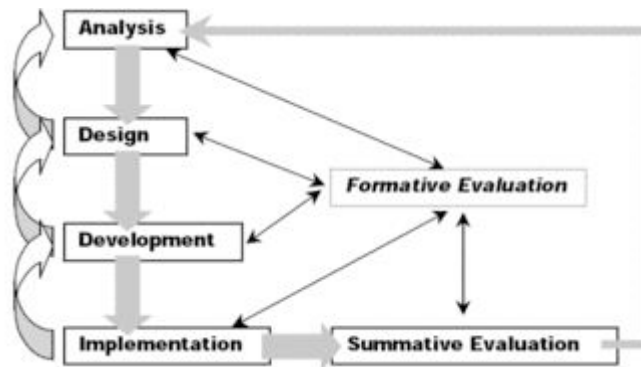 Analysis
Design
Formative Evaluation
Development
Implementation
Summative Evaluation